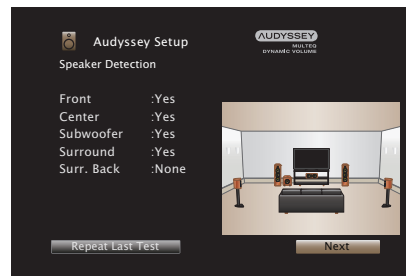 Audyssey Setup
AUDYSSEY
MULTEQ
DYNAMIC VOLUME
Speaker Detection
Front :Yes
Center :Yes
Subwoofer :Yes
Surround :Yes
Surr. Back :None
Repeat Last Test
Next